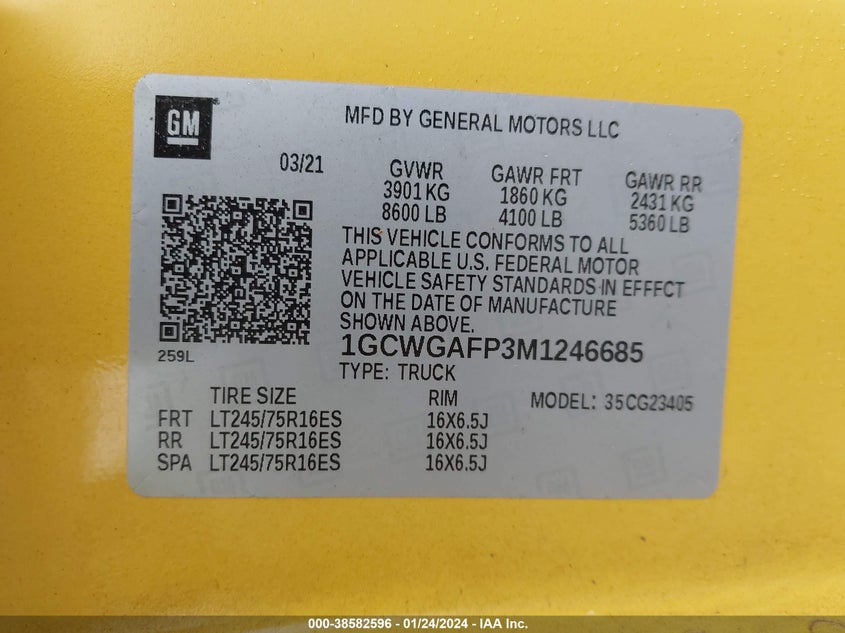 GM
MFD BY GENERAL MOTORS LLC
03/21
GVWR
3901 KG
8600 LB
GAWR FRT
1860 KG
4100 LB
GAWR RR
2431 KG
5360 LB
THIS VEHICLE CONFORMS TO ALL
APPLICABLE U.S. FEDERAL MOTOR
VEHICLE SAFETY STANDARDS IN EFFFCT
ON THE DATE OF MANUFACTURE
SHOWN ABOVE.
259L
1GCWGAFP3M1246685
TYPE: TRUCK
TIRE SIZE RIM MODEL: 35CG23405
FRT LT245/75R16ES 16X6.5J
RR LT245/75R16ES 16X6.5J
SPA LT245/75R16ES 16X6.5J
000-38582596 - 01/24/2024 - IAA Inc.